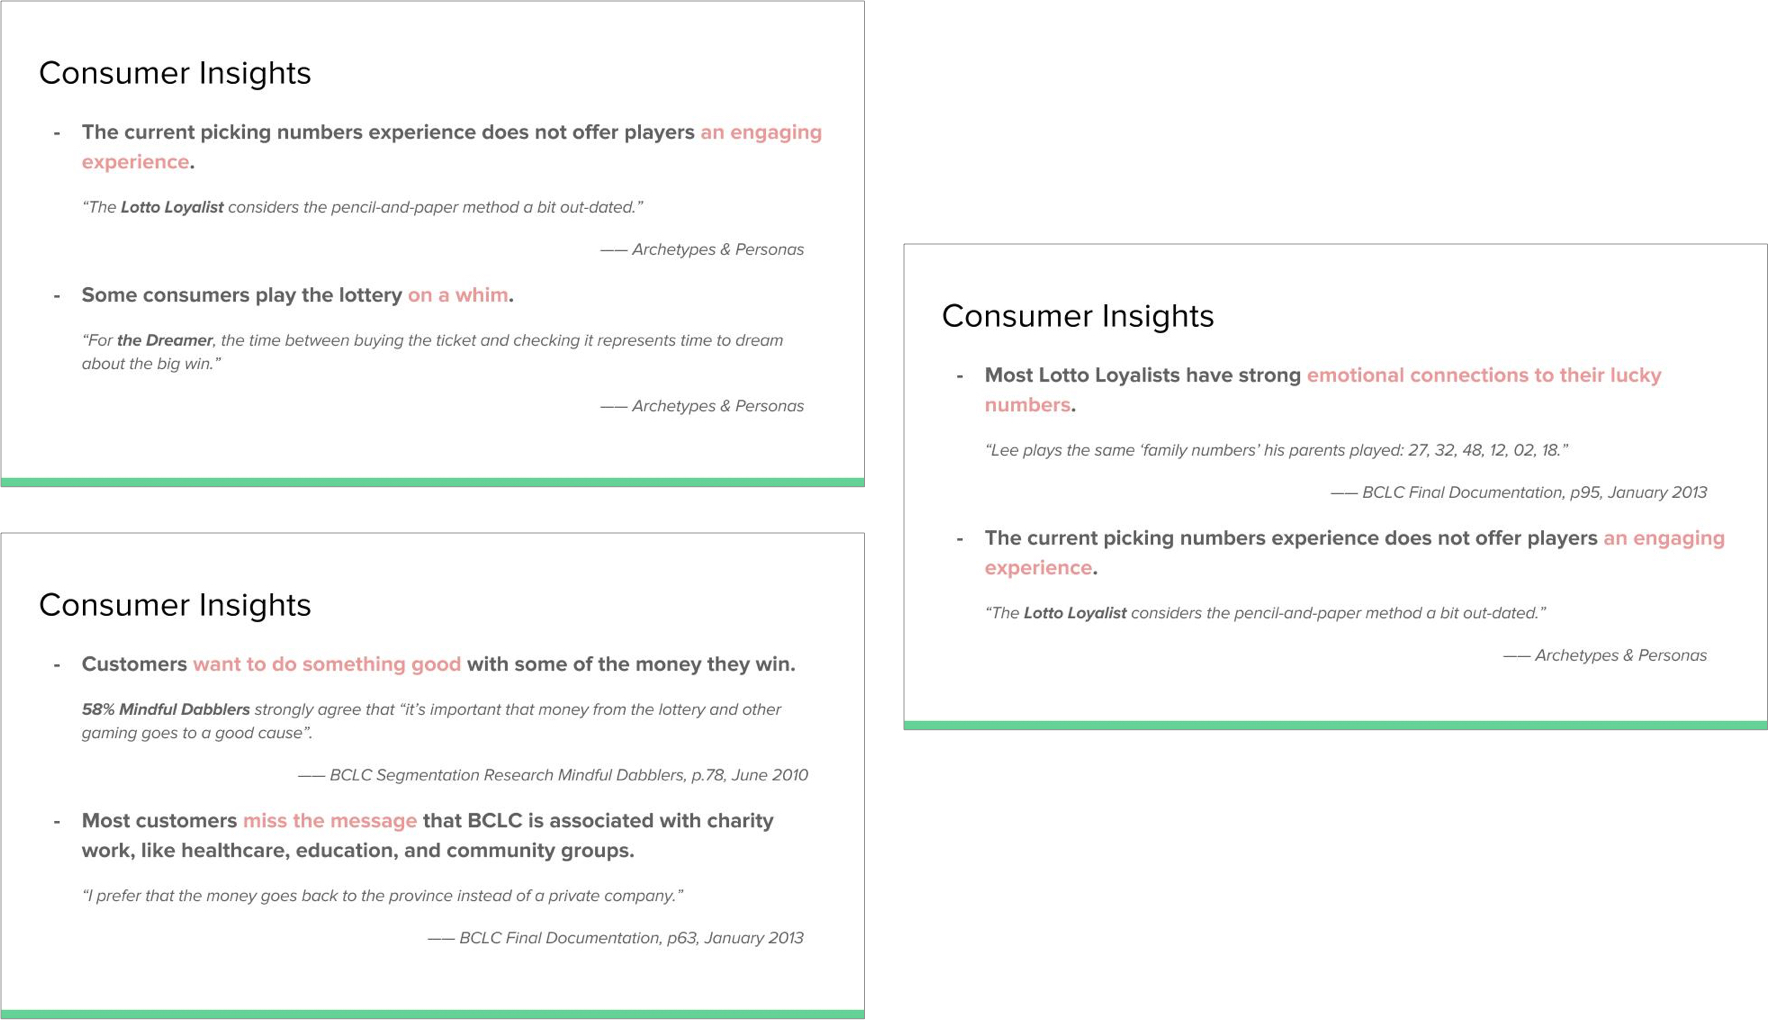 Consumer Insights
- The current picking numbers experience does not offer players an engaging
experience.
“The Lotto Loyalist considers the pencil-and-paper method a bit out-dated.”
—— Archetypes & Personas
- Some consumers play the lottery on a whim.
“For the Dreamer, the time between buying the ticket and checking it represents time to dream
about the big win.”
—— Archetypes & Personas
Consumer Insights
- Customers want to do something good with some of the money they win.
58% Mindful Dabblers strongly agree that “it’s important that money from the lottery and other
gaming goes to a good cause”.
—— BCLC Segmentation Research Mindful Dabblers, p.78, June 2010
- Most customers miss the message that BCLC is associated with charity
work, like healthcare, education, and community groups.
“I prefer that the money goes back to the province instead of a private company.”
—— BCLC Final Documentation, p63, January 2013
Consumer Insights
- Most Lotto Loyalists have strong emotional connections to their lucky
numbers.
“Lee plays the same ‘family numbers’ his parents played: 27, 32, 48, 12, 02, 18.”
—— BCLC Final Documentation, p95, January 2013
- The current picking numbers experience does not offer players an engaging
experience.
“The Lotto Loyalist considers the pencil-and-paper method a bit out-dated.”
—— Archetypes & Personas